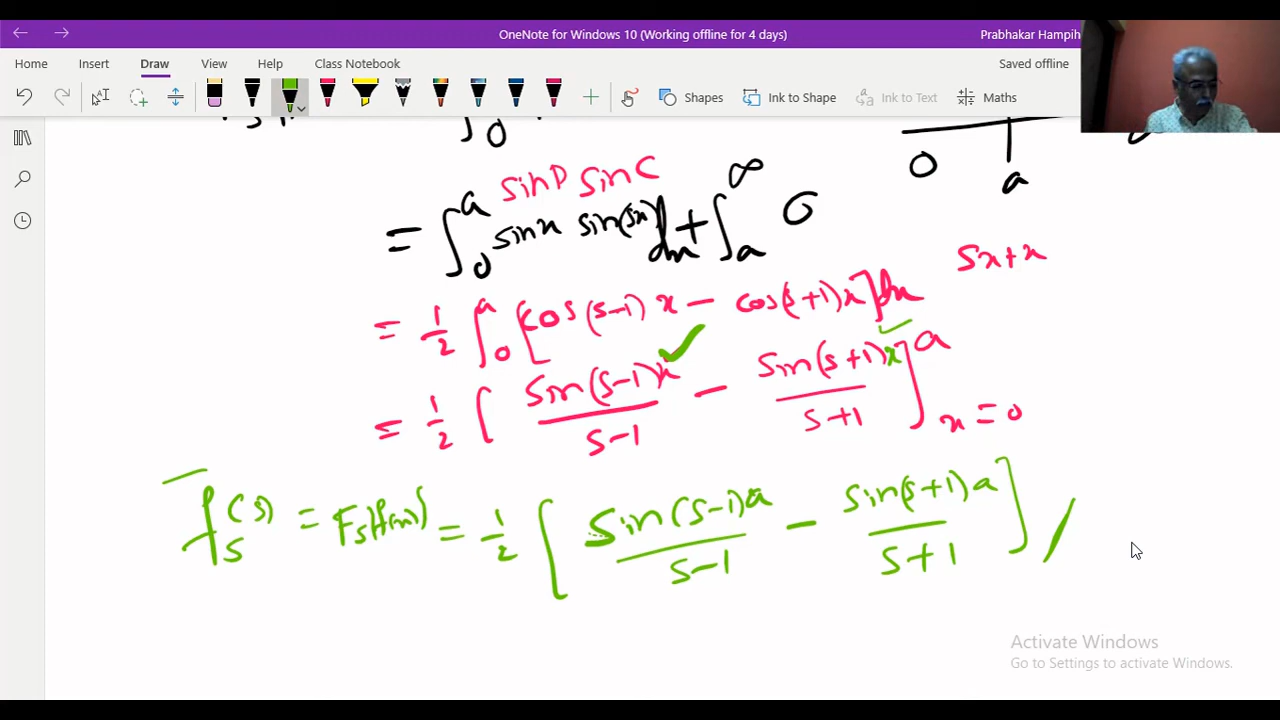 OneNote for Windows 10 (Working offline for 4 days)
Prabhakar Hampih
Home Insert Draw View Help Class Notebook
Saved offline
Shapes Ink to Shape Ink to Text Maths
∫0
0 a
sinD sinC
= ∫0^a sinx sin(sx)dx + ∫a^∞ 0
sx+x
= 1/2 ∫0^a [cos(s-1)x - cos(s+1)x]dx
= 1/2 [sin(s-1)x/s-1 - sin(s+1)x/s+1]^a x=0
f̅s(s) = Fs{f(x)} = 1/2 [sin(s-1)a/s-1 - sin(s+1)a/s+1]
Activate Windows
Go to Settings to activate Windows.